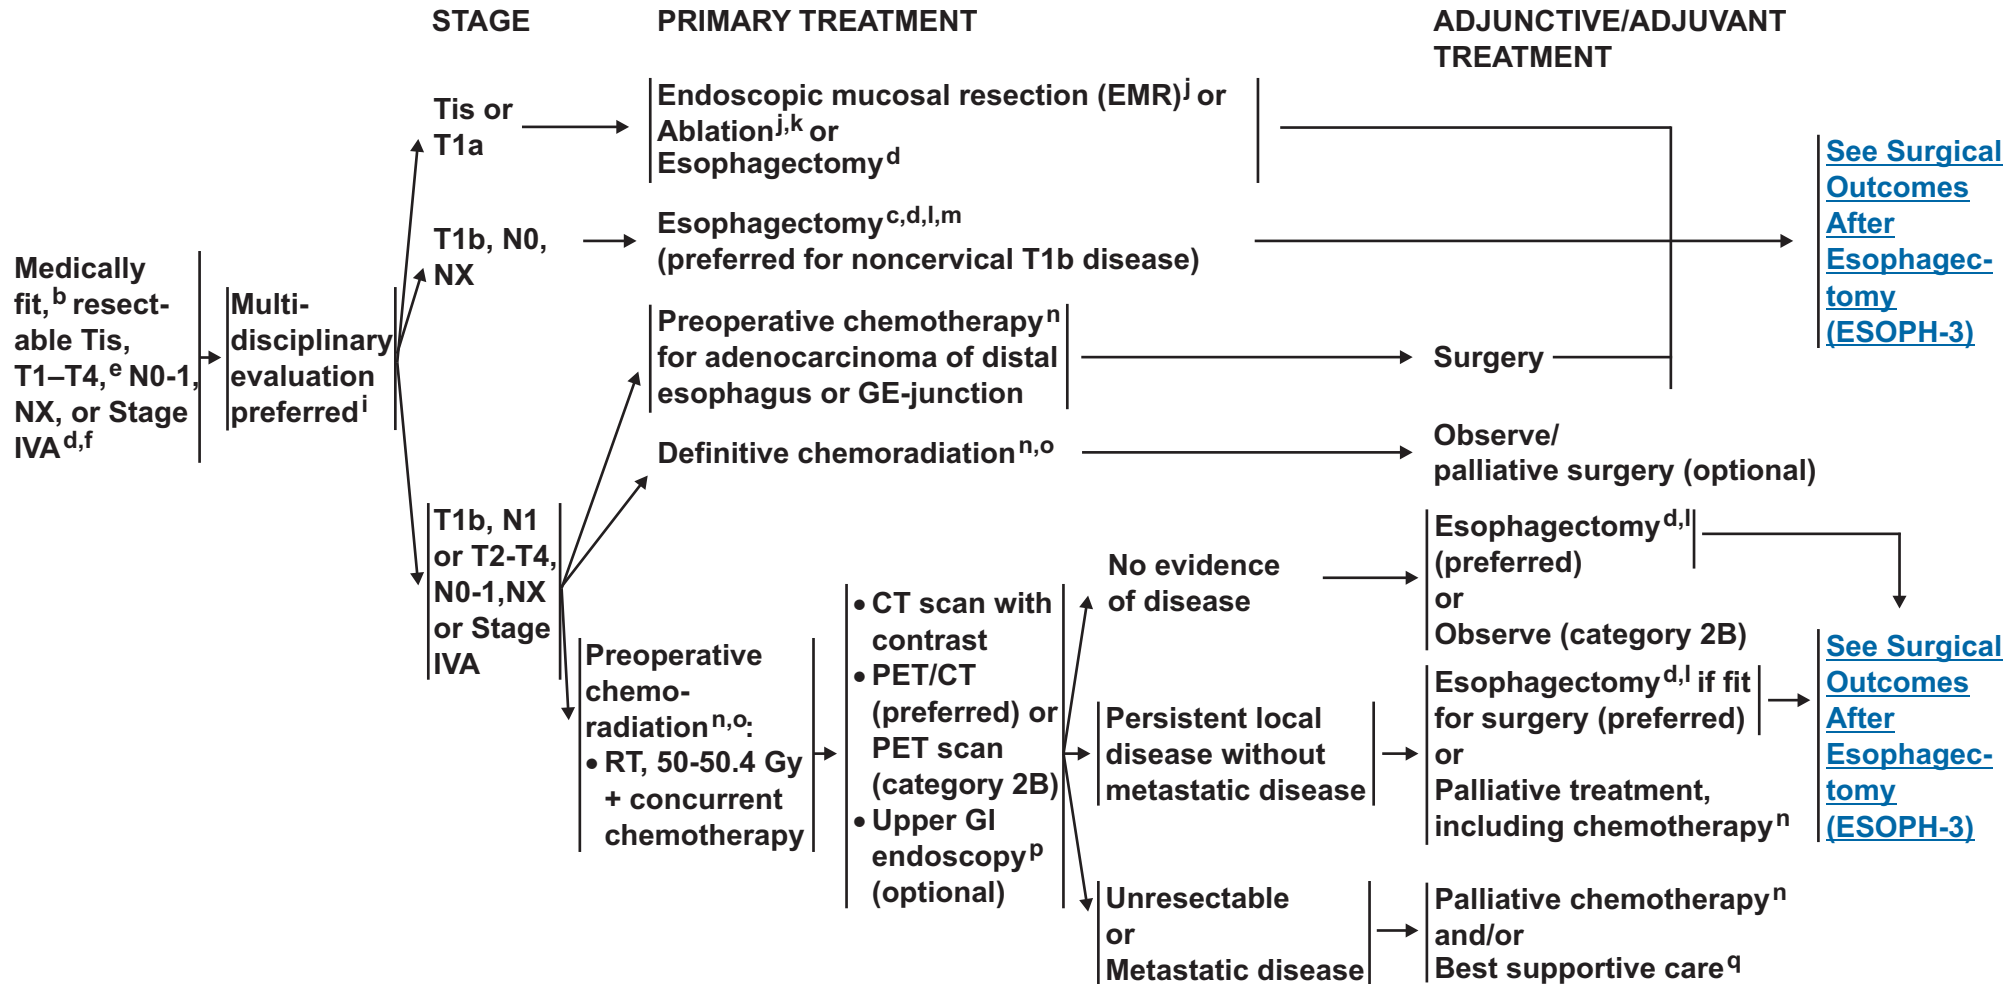 STAGE
PRIMARY TREATMENT
ADJUNCTIVE/ADJUVANT
TREATMENT
Medically
fit,b resect-
able Tis,
T1–T4,e N0-1,
NX, or Stage
IVAd,f
Multi-
disciplinary
evaluation
preferredi
Tis or
T1a
Endoscopic mucosal resection (EMR)j or
Ablationj,k or
Esophagectomyd
T1b, N0,
NX
Esophagectomyc,d,l,m
(preferred for noncervical T1b disease)
See Surgical
Outcomes
After
Esophagec-
tomy
(ESOPH-3)
T1b, N1
or T2-T4,
N0-1,NX
or Stage
IVA
Preoperative chemotherapyn
for adenocarcinoma of distal
esophagus or GE-junction
Surgery
Definitive chemoradiationn,o
Observe/
palliative surgery (optional)
Preoperative
chemo-
radiationn,o:
• RT, 50-50.4 Gy
+ concurrent
chemotherapy
• CT scan with
contrast
• PET/CT
(preferred) or
PET scan
(category 2B)
• Upper GI
endoscopyp
(optional)
No evidence
of disease
Esophagectomyd,l
(preferred)
or
Observe (category 2B)
Persistent local
disease without
metastatic disease
Esophagectomyd,l if fit
for surgery (preferred)
or
Palliative treatment,
including chemotherapyn
See Surgical
Outcomes
After
Esophagec-
tomy
(ESOPH-3)
Unresectable
or
Metastatic disease
Palliative chemotherapyn
and/or
Best supportive careq